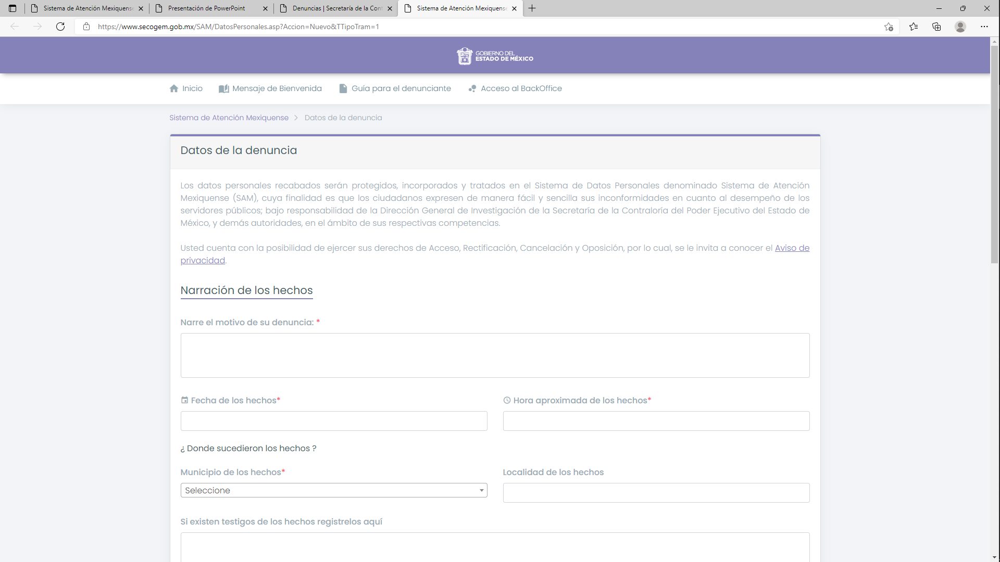 Sistema de Atención Mexiquense
Presentación de PowerPoint
Denuncias | Secretaría de la Cont
Sistema de Atención Mexiquense
https://www.secogem.gob.mx/SAM/DatosPersonales.asp?Accion=Nuevo&TTipoTram=1
GOBIERNO DEL
ESTADO DE MÉXICO
Inicio
Mensaje de Bienvenida
Guía para el denunciante
Acceso al BackOffice
Sistema de Atención Mexiquense > Datos de la denuncia
Datos de la denuncia
Los datos personales recabados serán protegidos, incorporados y tratados en el Sistema de Datos Personales denominado Sistema de Atención
Mexiquense (SAM), cuya finalidad es que los ciudadanos expresen de manera fácil y sencilla sus inconformidades en cuanto al desempeño de los
servidores públicos; bajo responsabilidad de la Dirección General de Investigación de la Secretaría de la Contraloría del Poder Ejecutivo del Estado de
México, y demás autoridades, en el ámbito de sus respectivas competencias.
Usted cuenta con la posibilidad de ejercer sus derechos de Acceso, Rectificación, Cancelación y Oposición, por lo cual, se le invita a conocer el Aviso de
privacidad.
Narración de los hechos
Narre el motivo de su denuncia: *
Fecha de los hechos*
Hora aproximada de los hechos*
¿ Donde sucedieron los hechos ?
Municipio de los hechos*
Localidad de los hechos
Seleccione
Si existen testigos de los hechos registrelos aquí